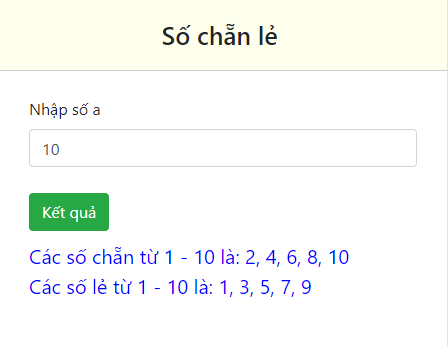 Số chẵn lẻ
Nhập số a
10
Kết quả
Các số chẵn từ 1 - 10 là: 2, 4, 6, 8, 10
Các số lẻ từ 1 - 10 là: 1, 3, 5, 7, 9